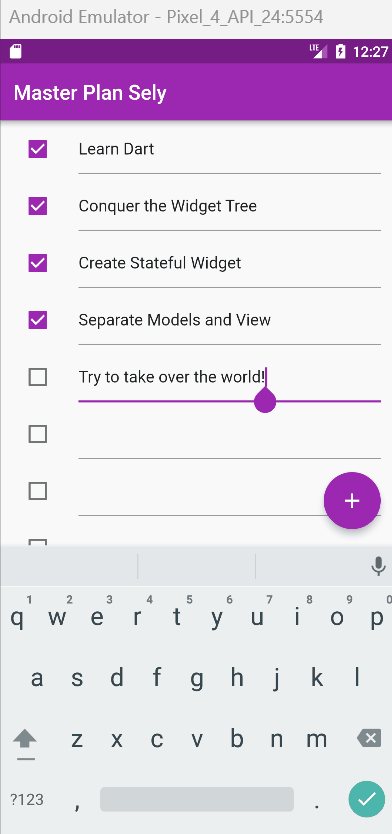 Android Emulator - Pixel_4_API_24:5554
LTE 12:27
Master Plan Sely
Learn Dart
Conquer the Widget Tree
Create Stateful Widget
Separate Models and View
Try to take over the world!
+
1 2 3 4 5 6 7 8 9 0
q w e r t y u i o p
a s d f g h j k l
z x c v b n m
?123 , .